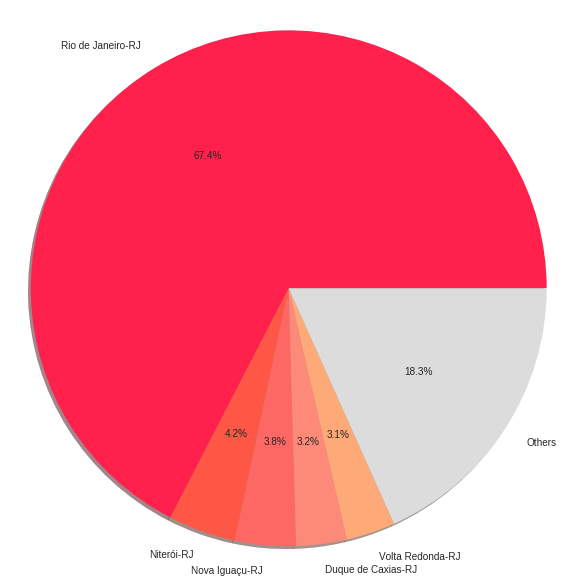 Rio de Janeiro-RJ
67.4%
18.3%
4.2%
3.8%
3.2%
3.1%
Others
Niterói-RJ
Nova Iguaçu-RJ
Duque de Caxias-RJ
Volta Redonda-RJ